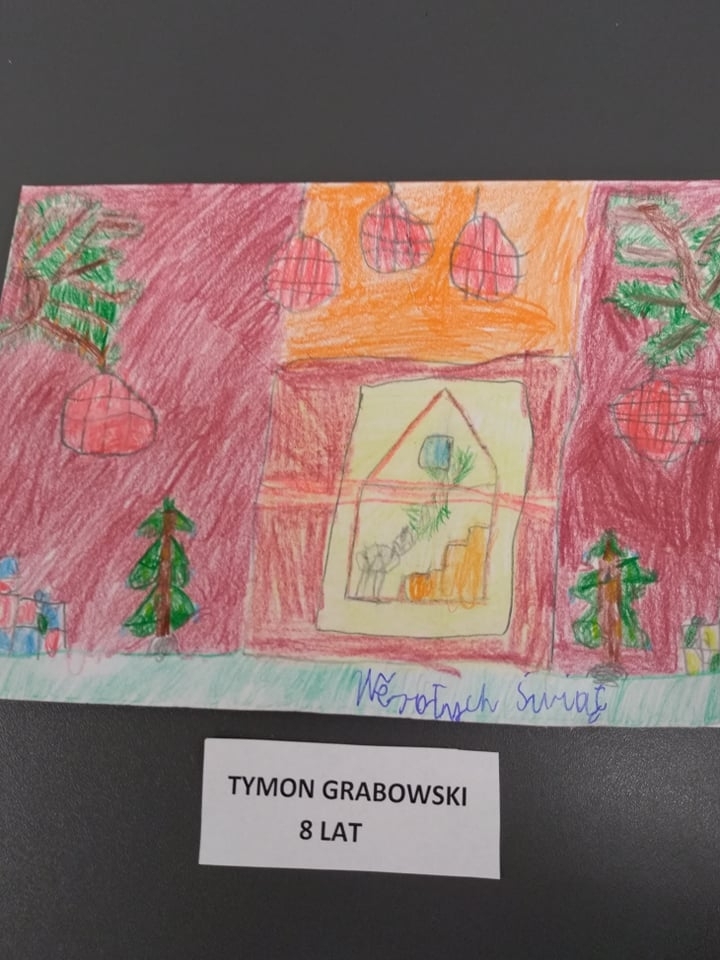 Wesołych Świąt
TYMON GRABOWSKI
8 LAT